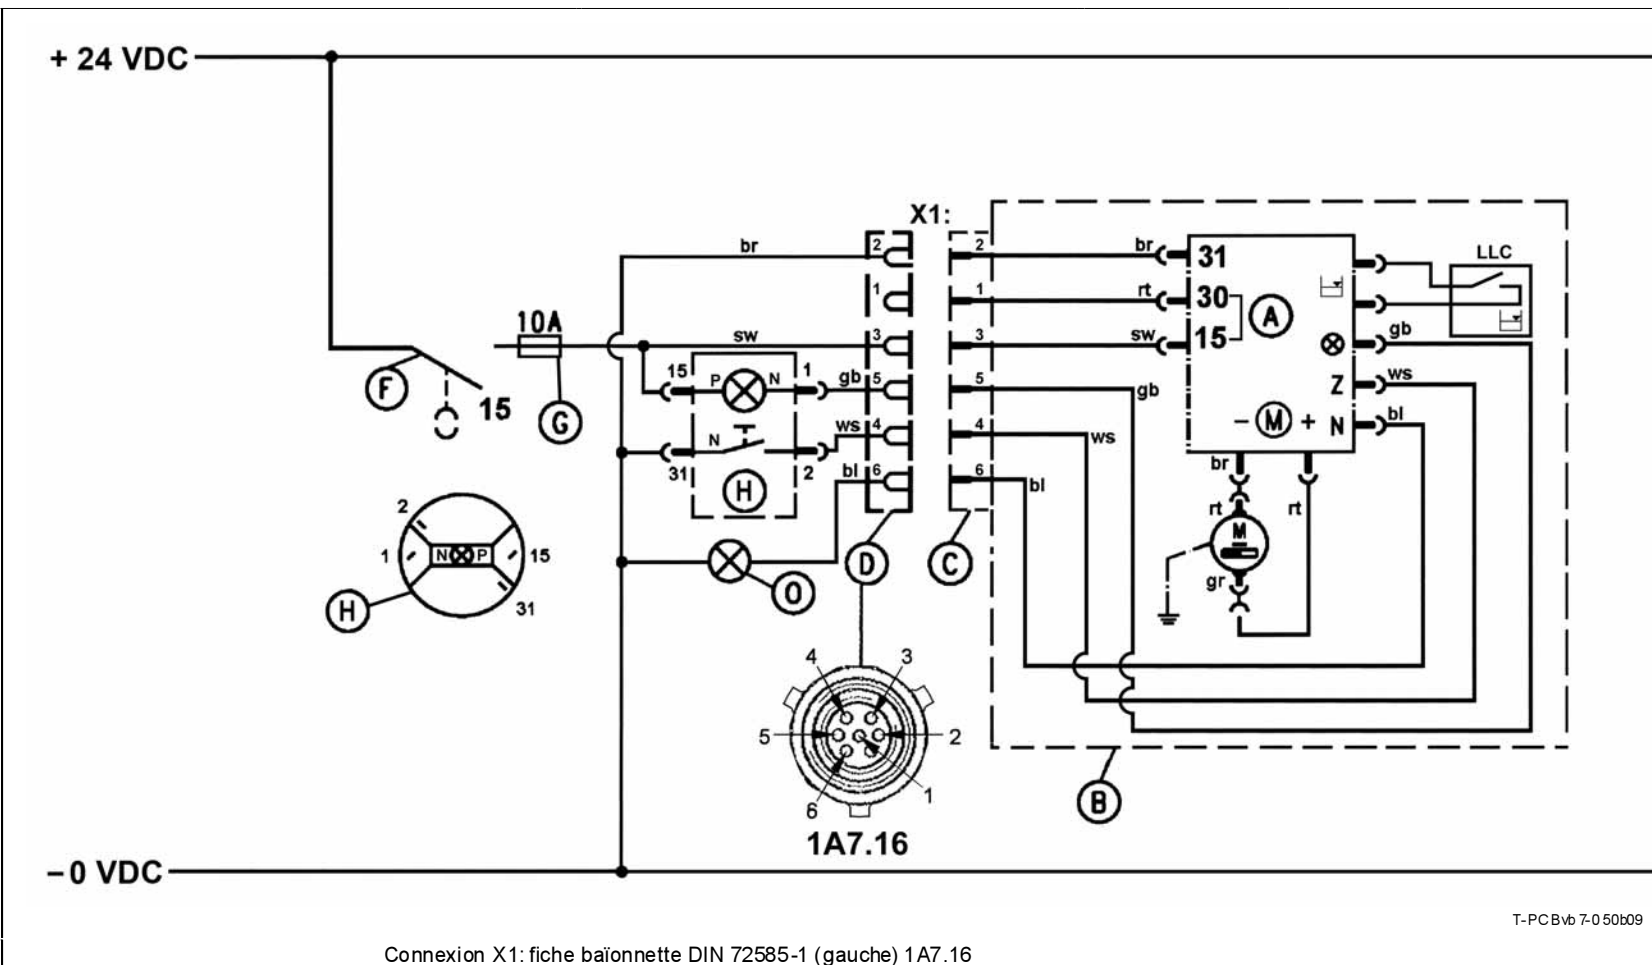 + 24 VDC
X1:
br
2
2
br
31
LLC
1
1
rt
30
A
10A
sw
3
3
sw
15
gb
F
15
G
15
P
N
1
gb
5
5
gb
Z
ws
N
31
2
ws
4
4
ws
– M +
N
bl
H
bl
6
6
bl
br
rt
rt
M
gr
2
1
N
P
15
31
H
O
D
C
4
3
5
2
6
1
B
1A7.16
– 0 VDC
T-PCBvb7-050b09
Connexion X1: fiche baïonnette DIN 72585-1 (gauche) 1A7.16